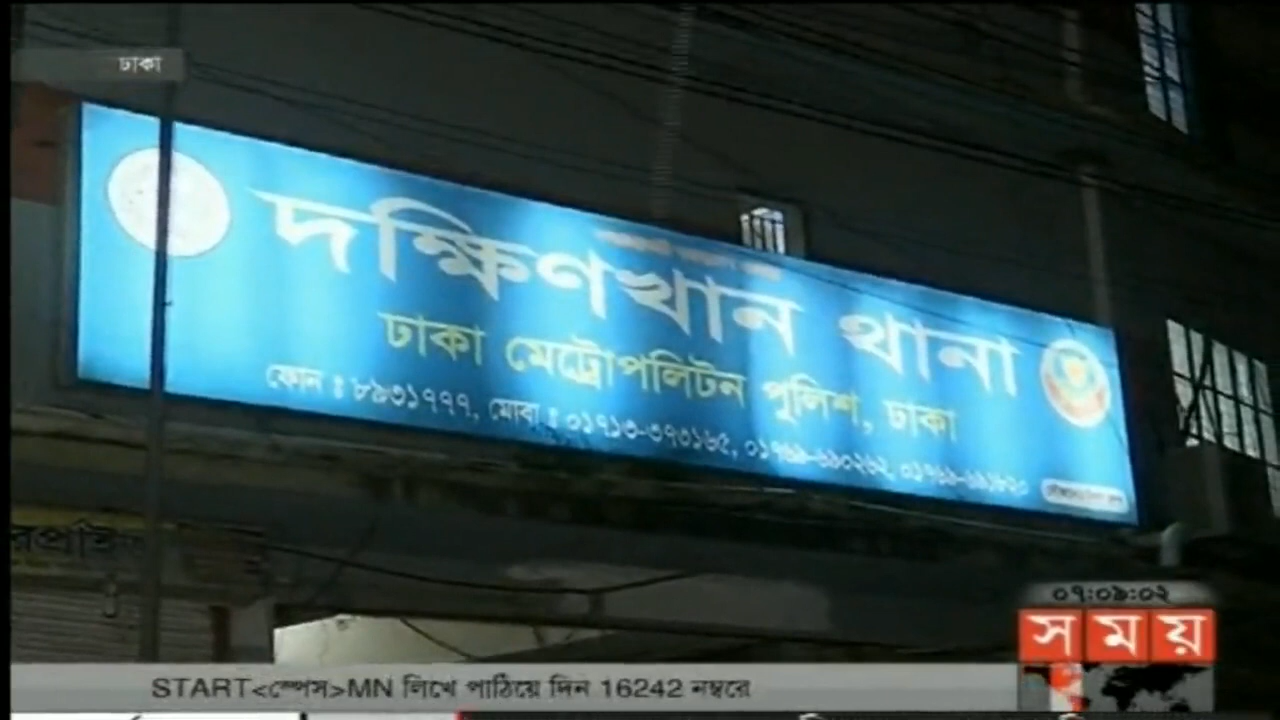 ঢাকা
দক্ষিণখান থানা
ঢাকা মেট্রোপলিটন পুলিশ, ঢাকা
ফোন : ৮৯৩১৭৭৭, মোবা : ০১৭১৩-৩৭৩১৬৫,
০৭:০৯:০২
সময়
START<স্পেস>MN লিখে পাঠিয়ে দিন 16242 নম্বরে